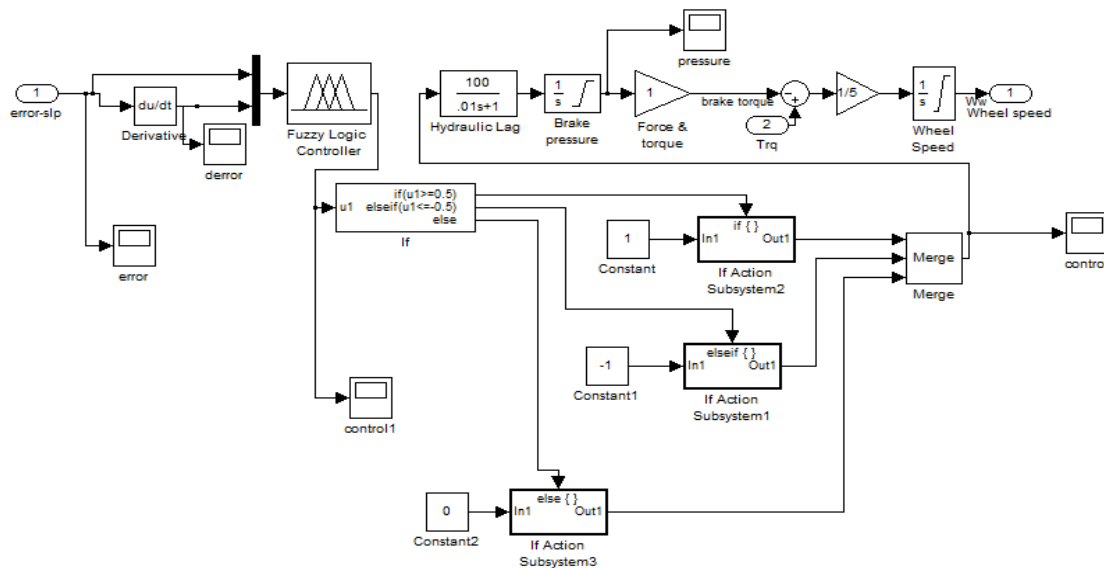 1
error-slp
du/dt
Derivative
derror
error
Fuzzy Logic
Controller
100
.01s+1
Hydraulic Lag
1
s
Brake
pressure
pressure
1
Force &
torque
brake torque
2
Trq
1/5
1
s
Wheel
Speed
Ww
1
Wheel speed
u1
if(u1>=0.5)
elseif(u1<=-0.5)
else
If
control1
1
Constant
if { }
In1
Out1
If Action
Subsystem2
-1
Constant1
elseif { }
In1
Out1
If Action
Subsystem1
0
Constant2
else { }
In1
Out1
If Action
Subsystem3
Merge
Merge
control